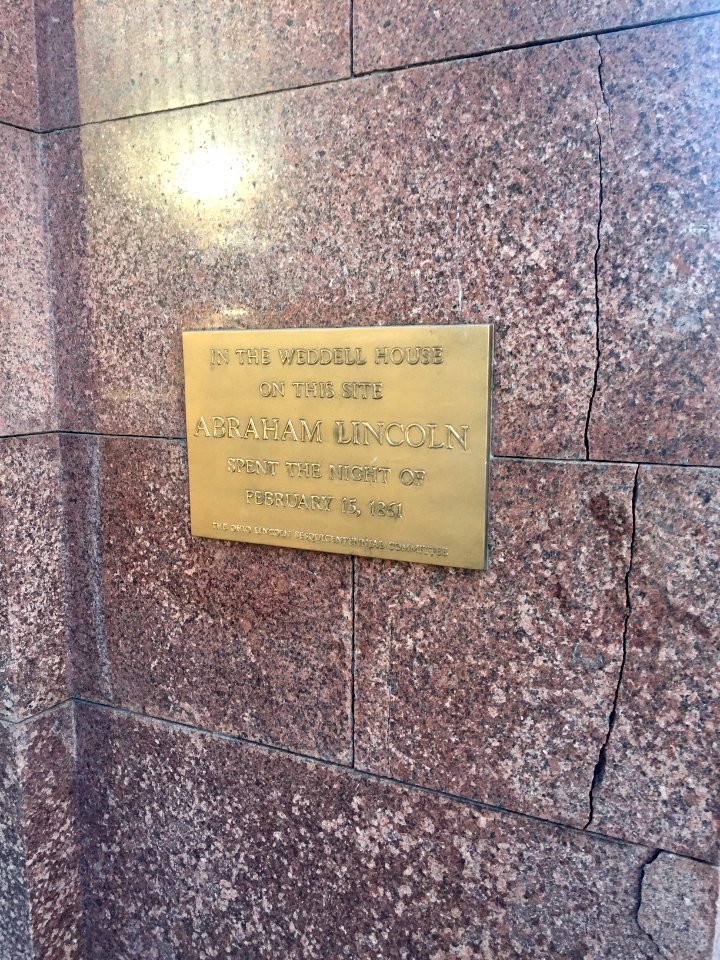 IN THE WEDDELL HOUSE
ON THIS SITE
ABRAHAM LINCOLN
SPENT THE NIGHT OF
FEBRUARY 15, 1861
THE OHIO LINCOLN SESQUICENTENNIAL COMMITTEE